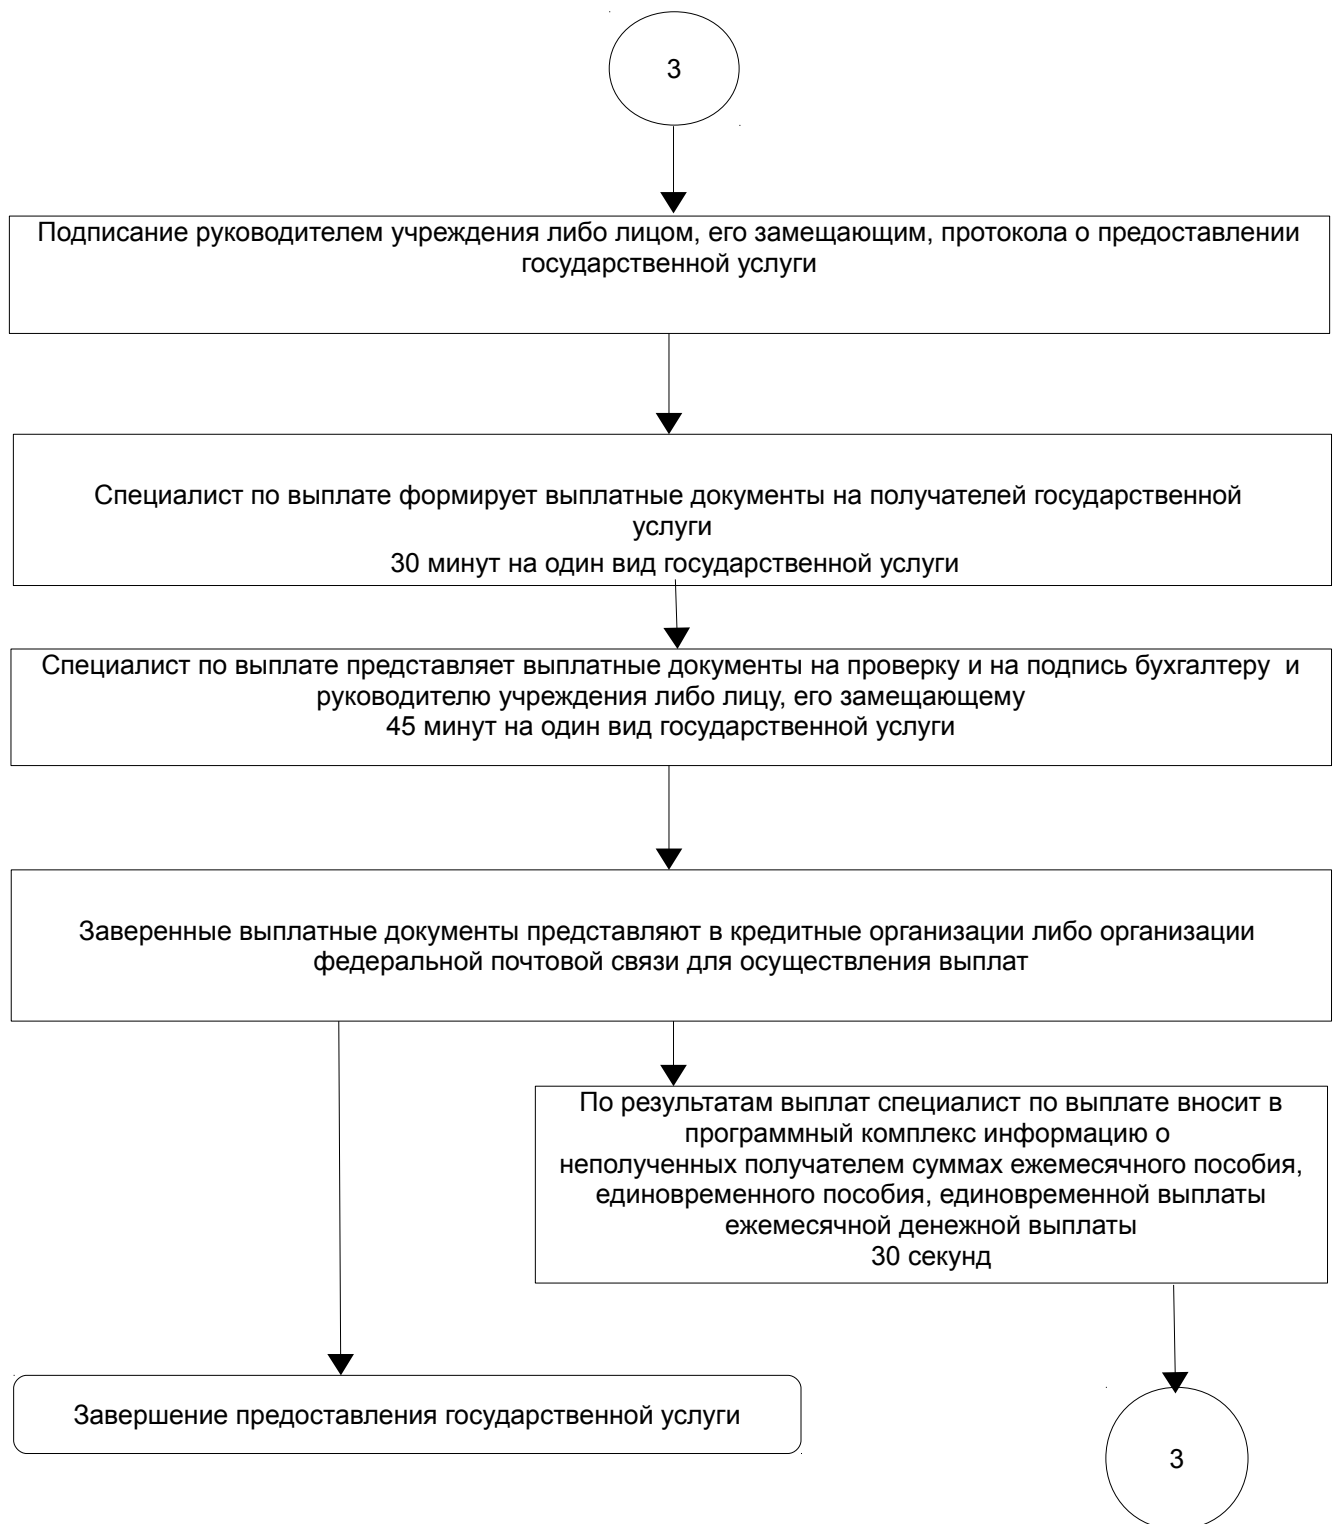 3
Подписание руководителем учреждения либо лицом, его замещающим, протокола о предоставлении
государственной услуги
Специалист по выплате формирует выплатные документы на получателей государственной
услуги
30 минут на один вид государственной услуги
Специалист по выплате представляет выплатные документы на проверку и на подпись бухгалтеру и
руководителю учреждения либо лицу, его замещающему
45 минут на один вид государственной услуги
Заверенные выплатные документы представляют в кредитные организации либо организации
федеральной почтовой связи для осуществления выплат
По результатам выплат специалист по выплате вносит в
программный комплекс информацию о
неполученных получателем суммах ежемесячного пособия,
единовременного пособия, единовременной выплаты
ежемесячной денежной выплаты
30 секунд
Завершение предоставления государственной услуги
3